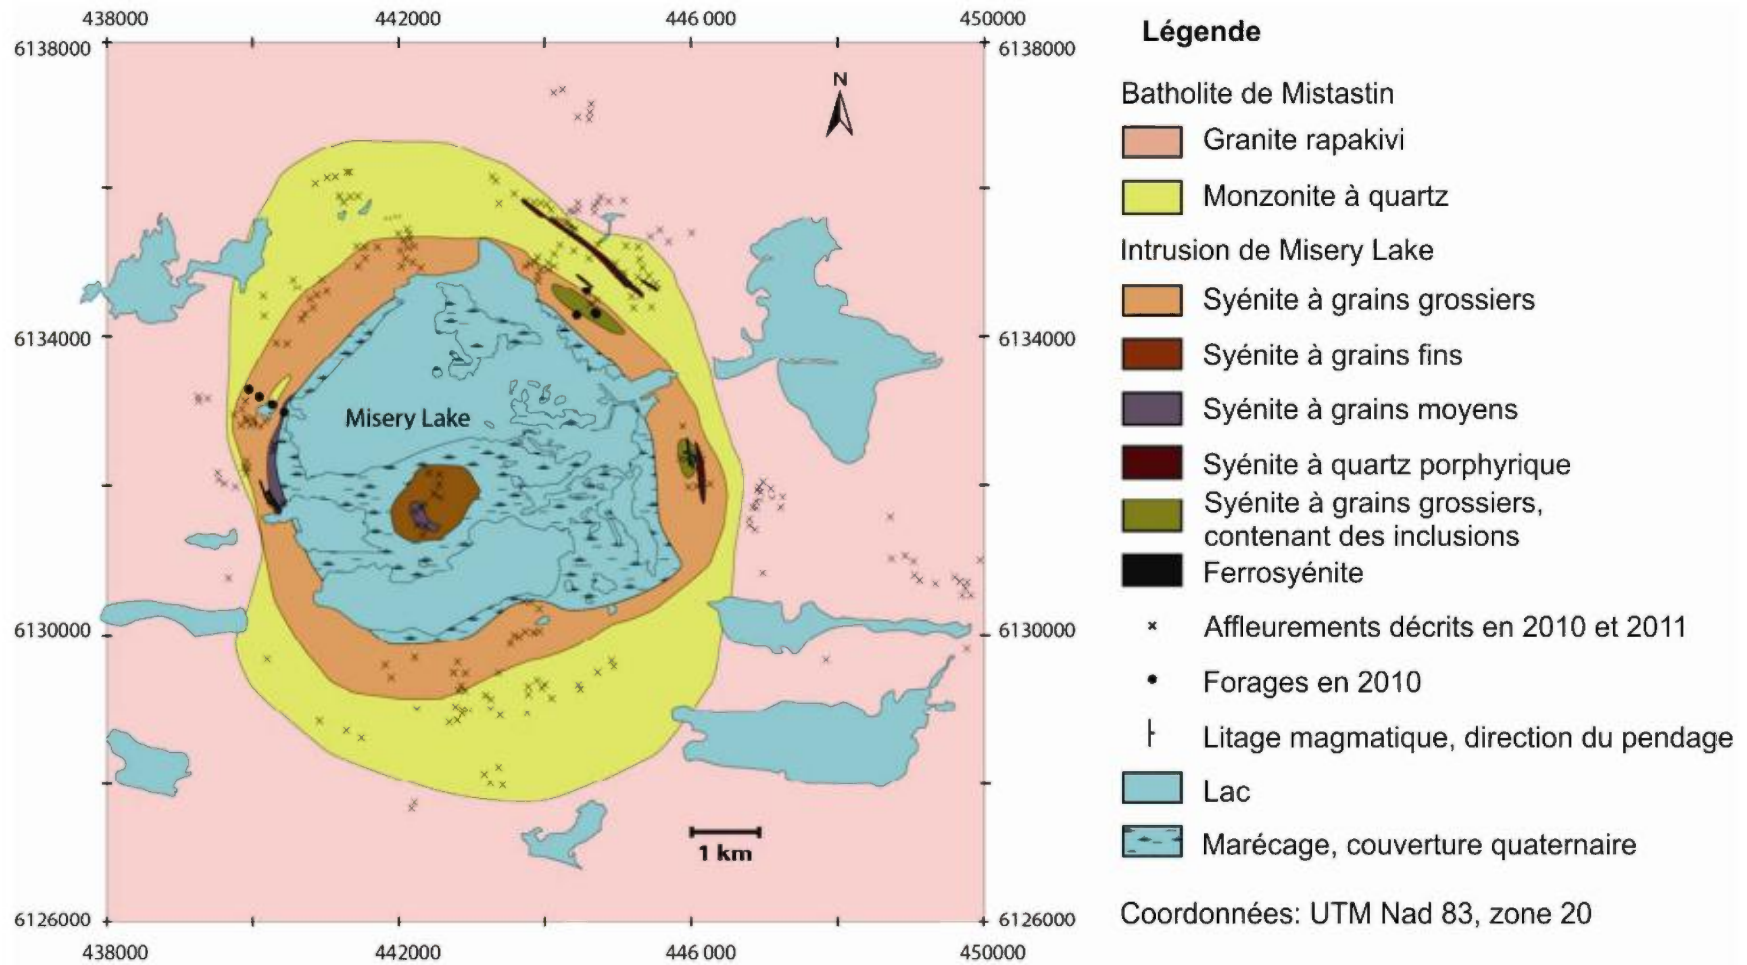 438000
442000
446 000
450000
6138000
6138000
N
6134000
6134000
Misery Lake
6130000
6130000
1 km
6126000
6126000
438000
442000
446 000
450000
Légende
Batholite de Mistastin
Granite rapakivi
Monzonite à quartz
Intrusion de Misery Lake
Syénite à grains grossiers
Syénite à grains fins
Syénite à grains moyens
Syénite à quartz porphyrique
Syénite à grains grossiers,
contenant des inclusions
Ferrosyénite
Affleurements décrits en 2010 et 2011
Forages en 2010
Litage magmatique, direction du pendage
Lac
Marécage, couverture quaternaire
Coordonnées: UTM Nad 83, zone 20